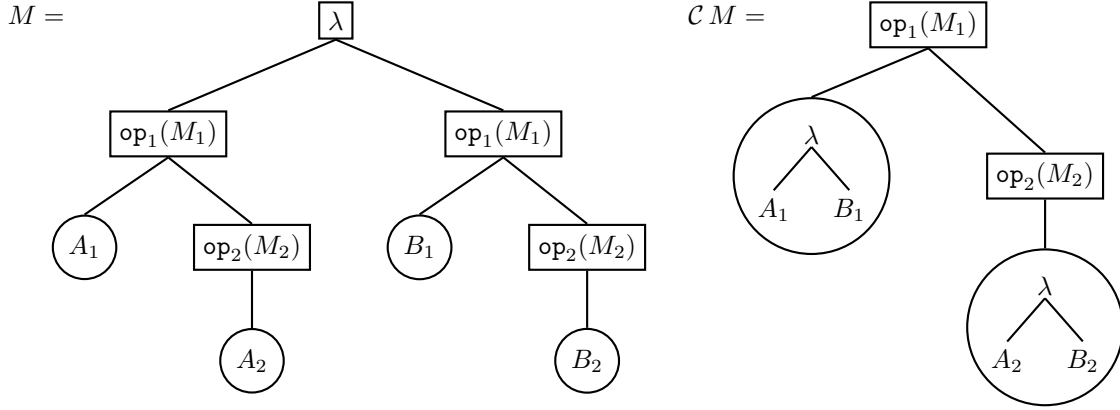 M = λ 𝒞 M = op₁(M₁)
op₁(M₁) op₁(M₁) λ
A₁ B₁ op₂(M₂)
A₁ op₂(M₂) B₁ op₂(M₂)
λ
A₂ B₂ A₂ B₂